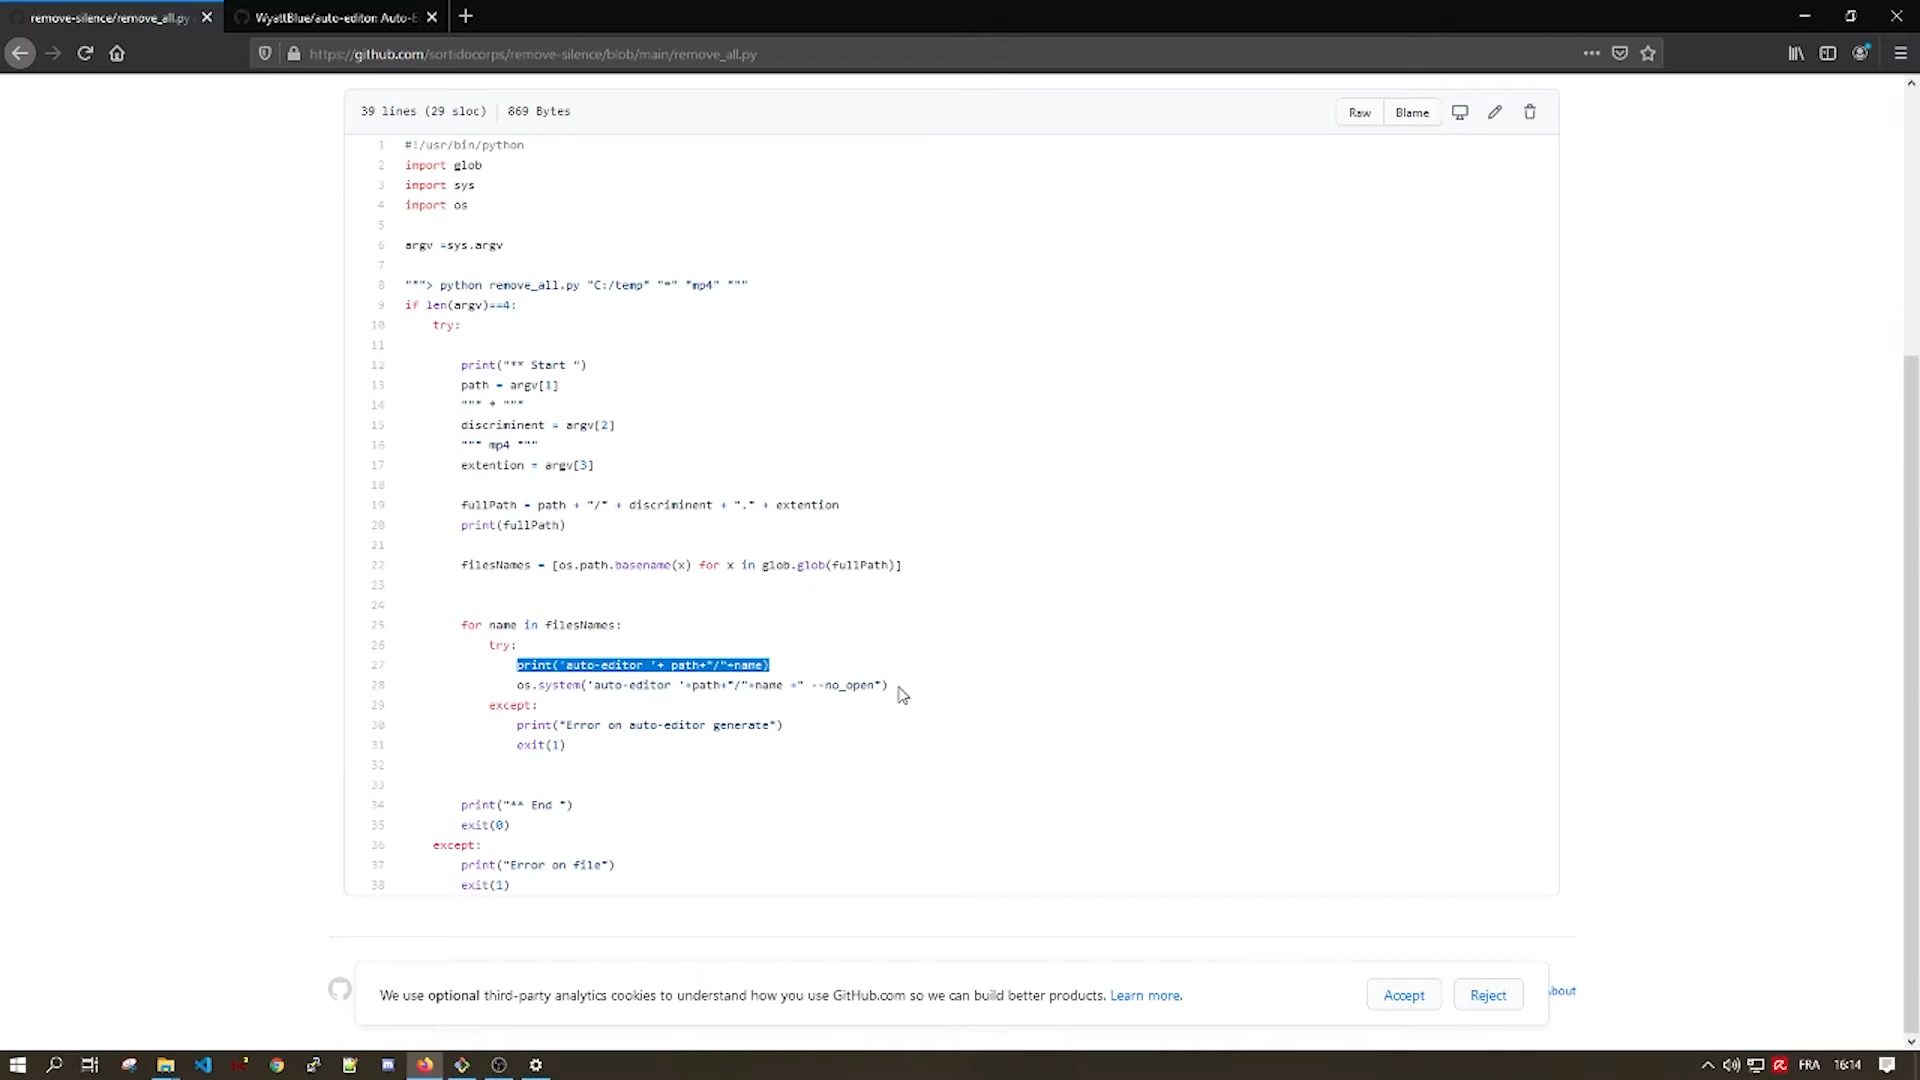 remove-silence/remove_all.py
WyattBlue/auto-editor: Auto-E
https://github.com/sortidocorps/remove-silence/blob/main/remove_all.py
39 lines (29 sloc) 869 Bytes
Raw Blame
1 #!/usr/bin/python
2 import glob
3 import sys
4 import os
5
6 argv =sys.argv
7
8 """> python remove_all.py "C:/temp" "*" "mp4" """
9 if len(argv)==4:
10 try:
11
12 print("** Start ")
13 path = argv[1]
14 """ * """
15 discriminent = argv[2]
16 """ mp4 """
17 extention = argv[3]
18
19 fullPath = path + "/" + discriminent + "." + extention
20 print(fullPath)
21
22 filesNames = [os.path.basename(x) for x in glob.glob(fullPath)]
23
24
25 for name in filesNames:
26 try:
27 print('auto-editor '+ path+"/"+name)
28 os.system('auto-editor '+path+"/"+name +" --no_open")
29 except:
30 print("Error on auto-editor generate")
31 exit(1)
32
33
34 print("** End ")
35 exit(0)
36 except:
37 print("Error on file")
38 exit(1)
We use optional third-party analytics cookies to understand how you use GitHub.com so we can build better products. Learn more.
Accept Reject
About
FRA 16:14